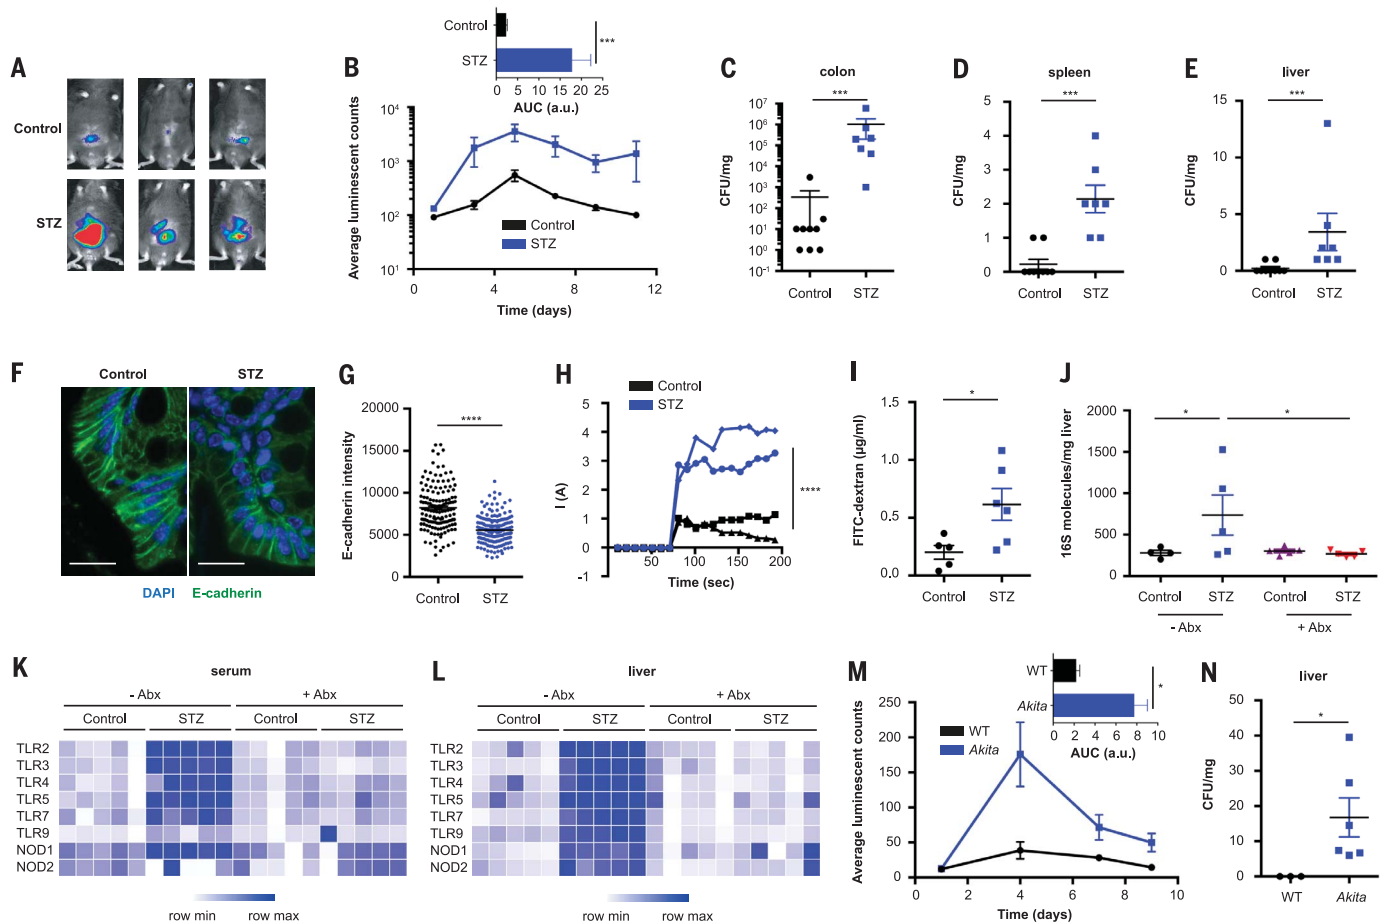 A
Control
STZ
B
Control
STZ
***
0 5 10 15 20 25
AUC (a.u.)
Average luminescent counts
10⁴
10³
10²
10¹
Control
STZ
0 4 8 12
Time (days)
C
colon
***
CFU/mg
10⁷
10⁶
10⁵
10⁴
10³
10²
10¹
10⁰
10⁻¹
Control STZ
D
spleen
***
CFU/mg
5
4
3
2
1
0
Control STZ
E
liver
***
CFU/mg
15
10
5
0
Control STZ
F
Control STZ
DAPI E-cadherin
G
****
E-cadherin intensity
20000
15000
10000
5000
0
Control STZ
H
Control
STZ
I (A)
5
4
3
2
1
0
-1
50 100 150 200
Time (sec)
****
I
*
FITC-dextran (µg/ml)
1.5
1.0
0.5
0.0
Control STZ
J
* *
16S molecules/mg liver
2000
1500
1000
500
0
Control STZ Control STZ
- Abx + Abx
K
serum
- Abx + Abx
Control STZ Control STZ
TLR2
TLR3
TLR4
TLR5
TLR7
TLR9
NOD1
NOD2
row min row max
L
liver
- Abx + Abx
Control STZ Control STZ
TLR2
TLR3
TLR4
TLR5
TLR7
TLR9
NOD1
NOD2
row min row max
M
WT
Akita
*
0 2 4 6 8 10
AUC (a.u.)
WT
Akita
Average luminescent counts
250
200
150
100
50
0
0 2 4 6 8 10
Time (days)
N
liver
*
CFU/mg
50
40
30
20
10
0
WT Akita